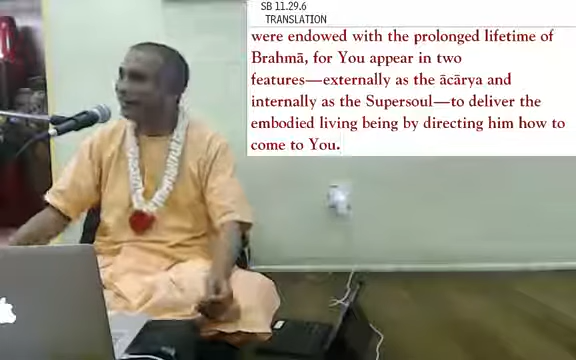 SB 11.29.6
TRANSLATION
were endowed with the prolonged lifetime of
Brahmā, for You appear in two
features—externally as the ācārya and
internally as the Supersoul—to deliver the
embodied living being by directing him how to
come to You.